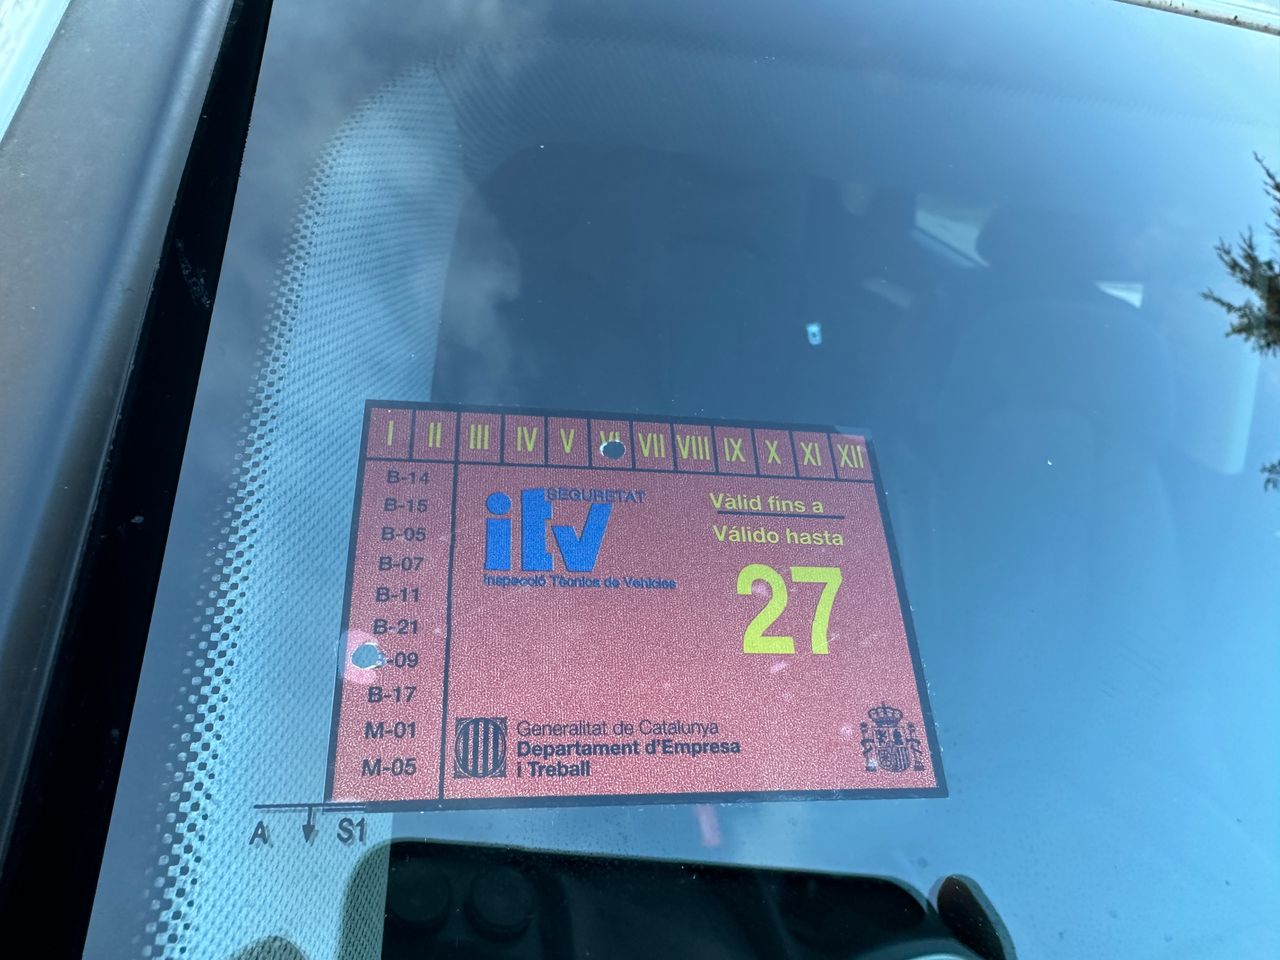 I II III IV V VI VII VIII IX X XI XII
B-14
B-15
B-05
B-07
B-11
B-21
-09
B-17
M-01
M-05
SEGURETAT
itv
Inspecció Tècnica de Vehicles
Vàlid fins a
Válido hasta
27
Generalitat de Catalunya
Departament d'Empresa
i Treball
A S1